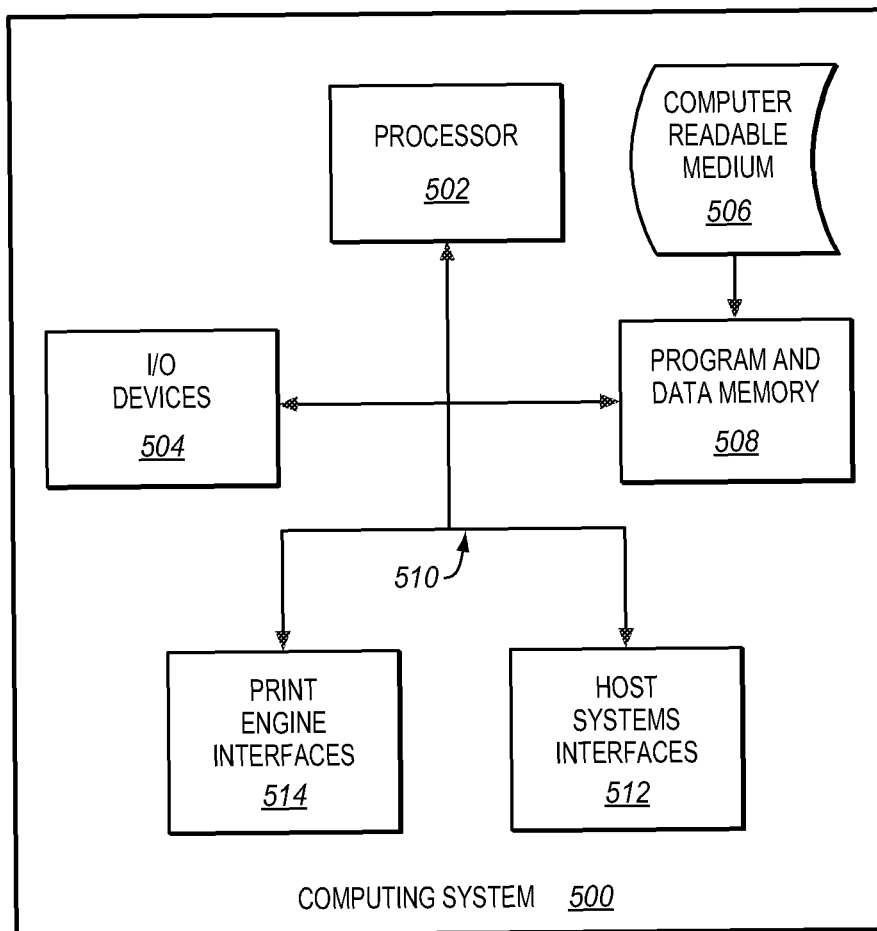 PROCESSOR
502
COMPUTER
READABLE
MEDIUM
506
I/O
DEVICES
504
PROGRAM AND
DATA MEMORY
508
510
PRINT
ENGINE
INTERFACES
514
HOST
SYSTEMS
INTERFACES
512
COMPUTING SYSTEM 500